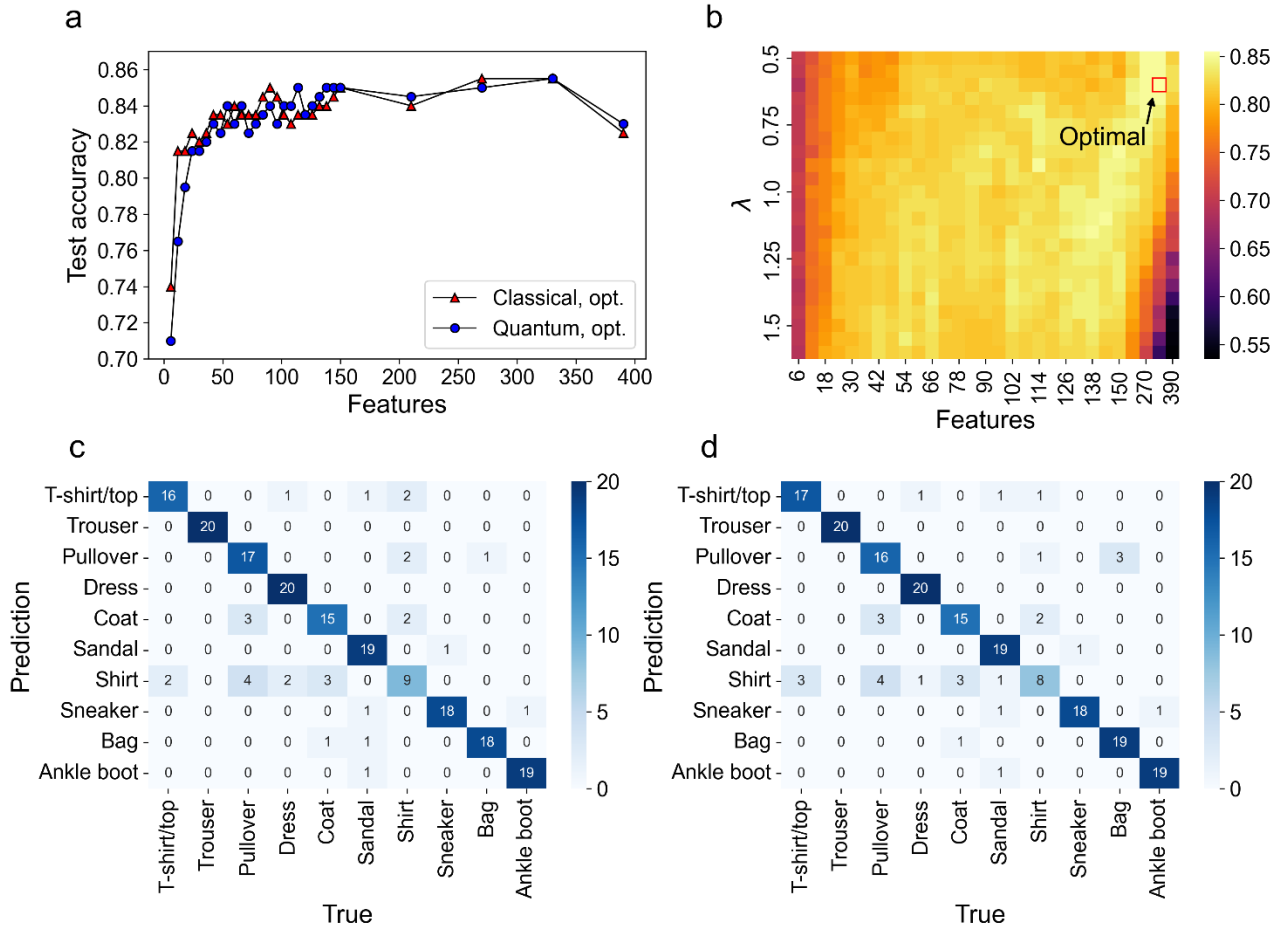 a
0.86
0.84
0.82
0.80
0.78
0.76
0.74
0.72
0.70
Test accuracy
0 50 100 150 200 250 300 350 400
Features
Classical, opt.
Quantum, opt.
b
λ
0.5
0.75
1.0
1.25
1.5
Optimal
6 18 30 42 54 66 78 90 102 114 126 138 150 270 390
Features
0.85
0.80
0.75
0.70
0.65
0.60
0.55
c
Prediction
T-shirt/top 16 0 0 1 0 1 2 0 0 0
Trouser 0 20 0 0 0 0 0 0 0 0
Pullover 0 0 17 0 0 0 2 0 1 0
Dress 0 0 0 20 0 0 0 0 0 0
Coat 0 0 3 0 15 0 2 0 0 0
Sandal 0 0 0 0 0 19 0 1 0 0
Shirt 2 0 4 2 3 0 9 0 0 0
Sneaker 0 0 0 0 0 1 0 18 0 1
Bag 0 0 0 0 1 1 0 0 18 0
Ankle boot 0 0 0 0 0 1 0 0 0 19
T-shirt/top Trouser Pullover Dress Coat Sandal Shirt Sneaker Bag Ankle boot
True
20
15
10
5
0
d
Prediction
T-shirt/top 17 0 0 1 0 1 1 0 0 0
Trouser 0 20 0 0 0 0 0 0 0 0
Pullover 0 0 16 0 0 0 1 0 3 0
Dress 0 0 0 20 0 0 0 0 0 0
Coat 0 0 3 0 15 0 2 0 0 0
Sandal 0 0 0 0 0 19 0 1 0 0
Shirt 3 0 4 1 3 1 8 0 0 0
Sneaker 0 0 0 0 0 1 0 18 0 1
Bag 0 0 0 0 1 0 0 0 19 0
Ankle boot 0 0 0 0 0 1 0 0 0 19
T-shirt/top Trouser Pullover Dress Coat Sandal Shirt Sneaker Bag Ankle boot
True
20
15
10
5
0